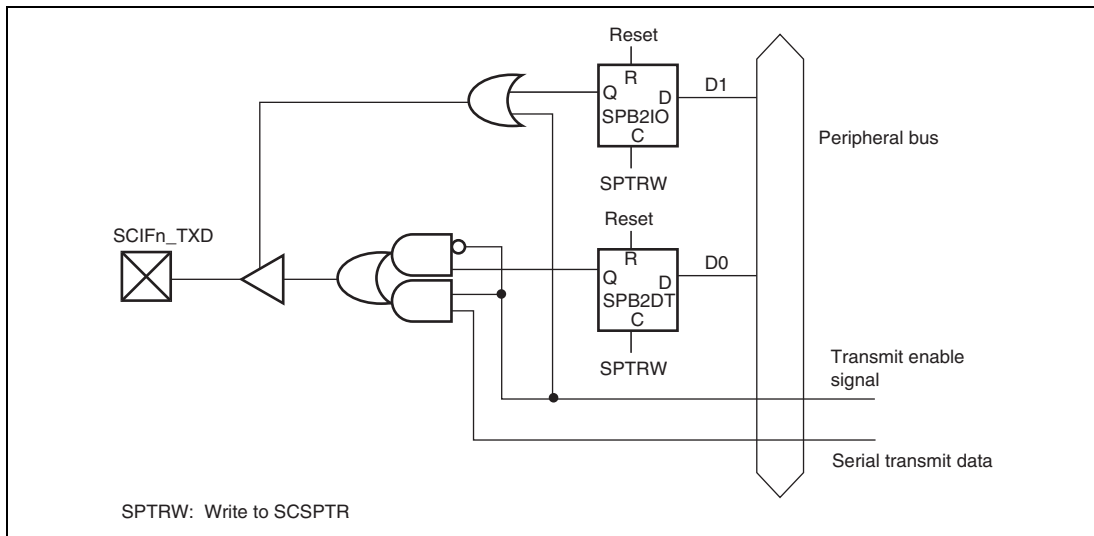 Reset
R
Q
D
D1
SPB2IO
C
SPTRW
Peripheral bus
SCIFn_TXD
Reset
R
Q
D
D0
SPB2DT
C
SPTRW
Transmit enable
signal
Serial transmit data
SPTRW: Write to SCSPTR